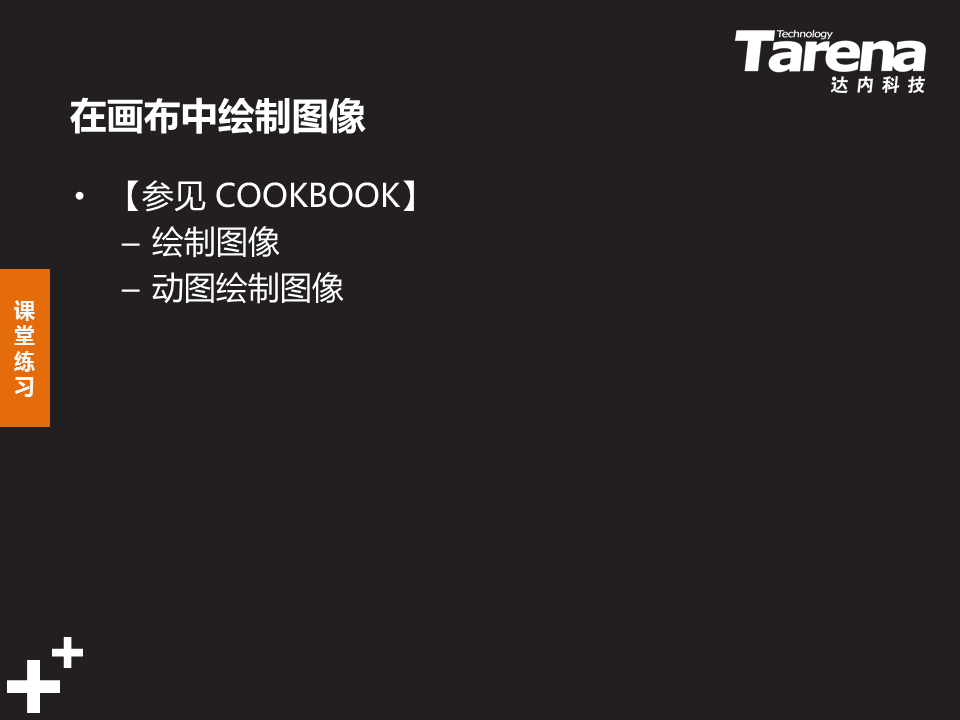 Technology
Tarena
达内科技
在画布中绘制图像
• 【参见 COOKBOOK】
– 绘制图像
– 动图绘制图像
课
堂
练
习